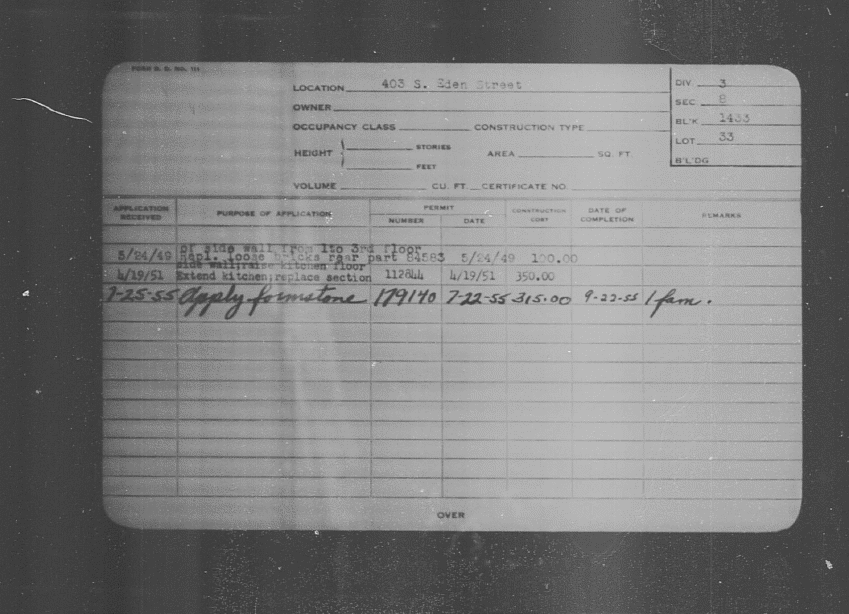 FORM B. D. NO. 111
LOCATION 403 S. Eden Street
OWNER
OCCUPANCY CLASS CONSTRUCTION TYPE
HEIGHT STORIES AREA SQ. FT.
FEET
VOLUME CU. FT. CERTIFICATE NO.
DIV 3
SEC 8
BL'K 1433
LOT 33
B'L'DG
APPLICATION RECEIVED PURPOSE OF APPLICATION PERMIT NUMBER DATE CONSTRUCTION COST DATE OF COMPLETION REMARKS
of side wall from 1to 3rd floor
5/24/49 Repl. loose bricks rear part 84583 5/24/49 100.00
side wall;raise kitchen floor
4/19/51 Extend kitchen;replace section 112844 4/19/51 350.00
7-25-55 Apply formstone 179140 7-22-55 315.00 9-22-55 1 fam.
OVER